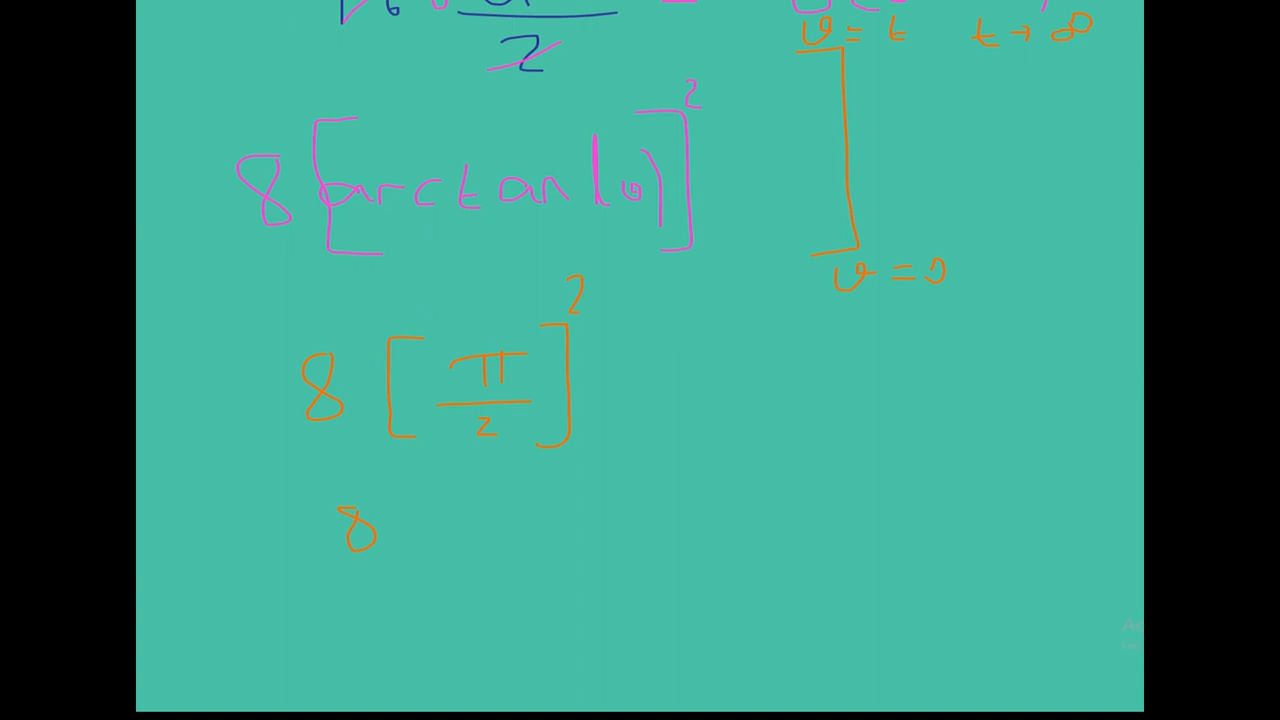 2
v = t t → ∞
8 [arctan(v)]² ]
v = 0
8 [π/2]²
8